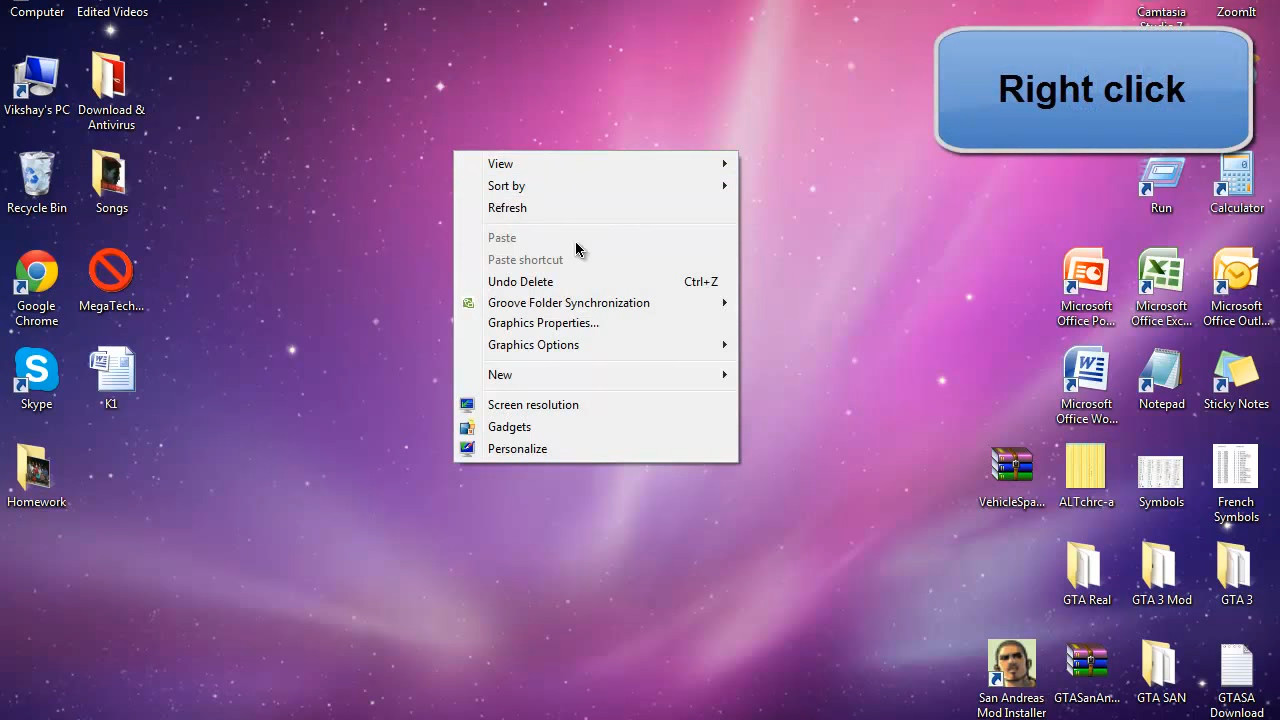 Computer
Edited Videos
Camtasia
ZoomIt
Right click
Vikshay's PC
Download &
Antivirus
Recycle Bin
Songs
Run
Calculator
View
Sort by
Refresh
Paste
Paste shortcut
Undo Delete Ctrl+Z
Groove Folder Synchronization
Graphics Properties...
Graphics Options
New
Screen resolution
Gadgets
Personalize
Google
Chrome
MegaTech...
Microsoft
Office Po...
Microsoft
Office Exc...
Microsoft
Office Outl...
Skype
K1
Microsoft
Office Wo...
Notepad
Sticky Notes
Homework
VehicleSpa...
ALTchrc-a
Symbols
French
Symbols
GTA Real
GTA 3 Mod
GTA 3
San Andreas
Mod Installer
GTASanAn...
GTA SAN
GTASA
Download